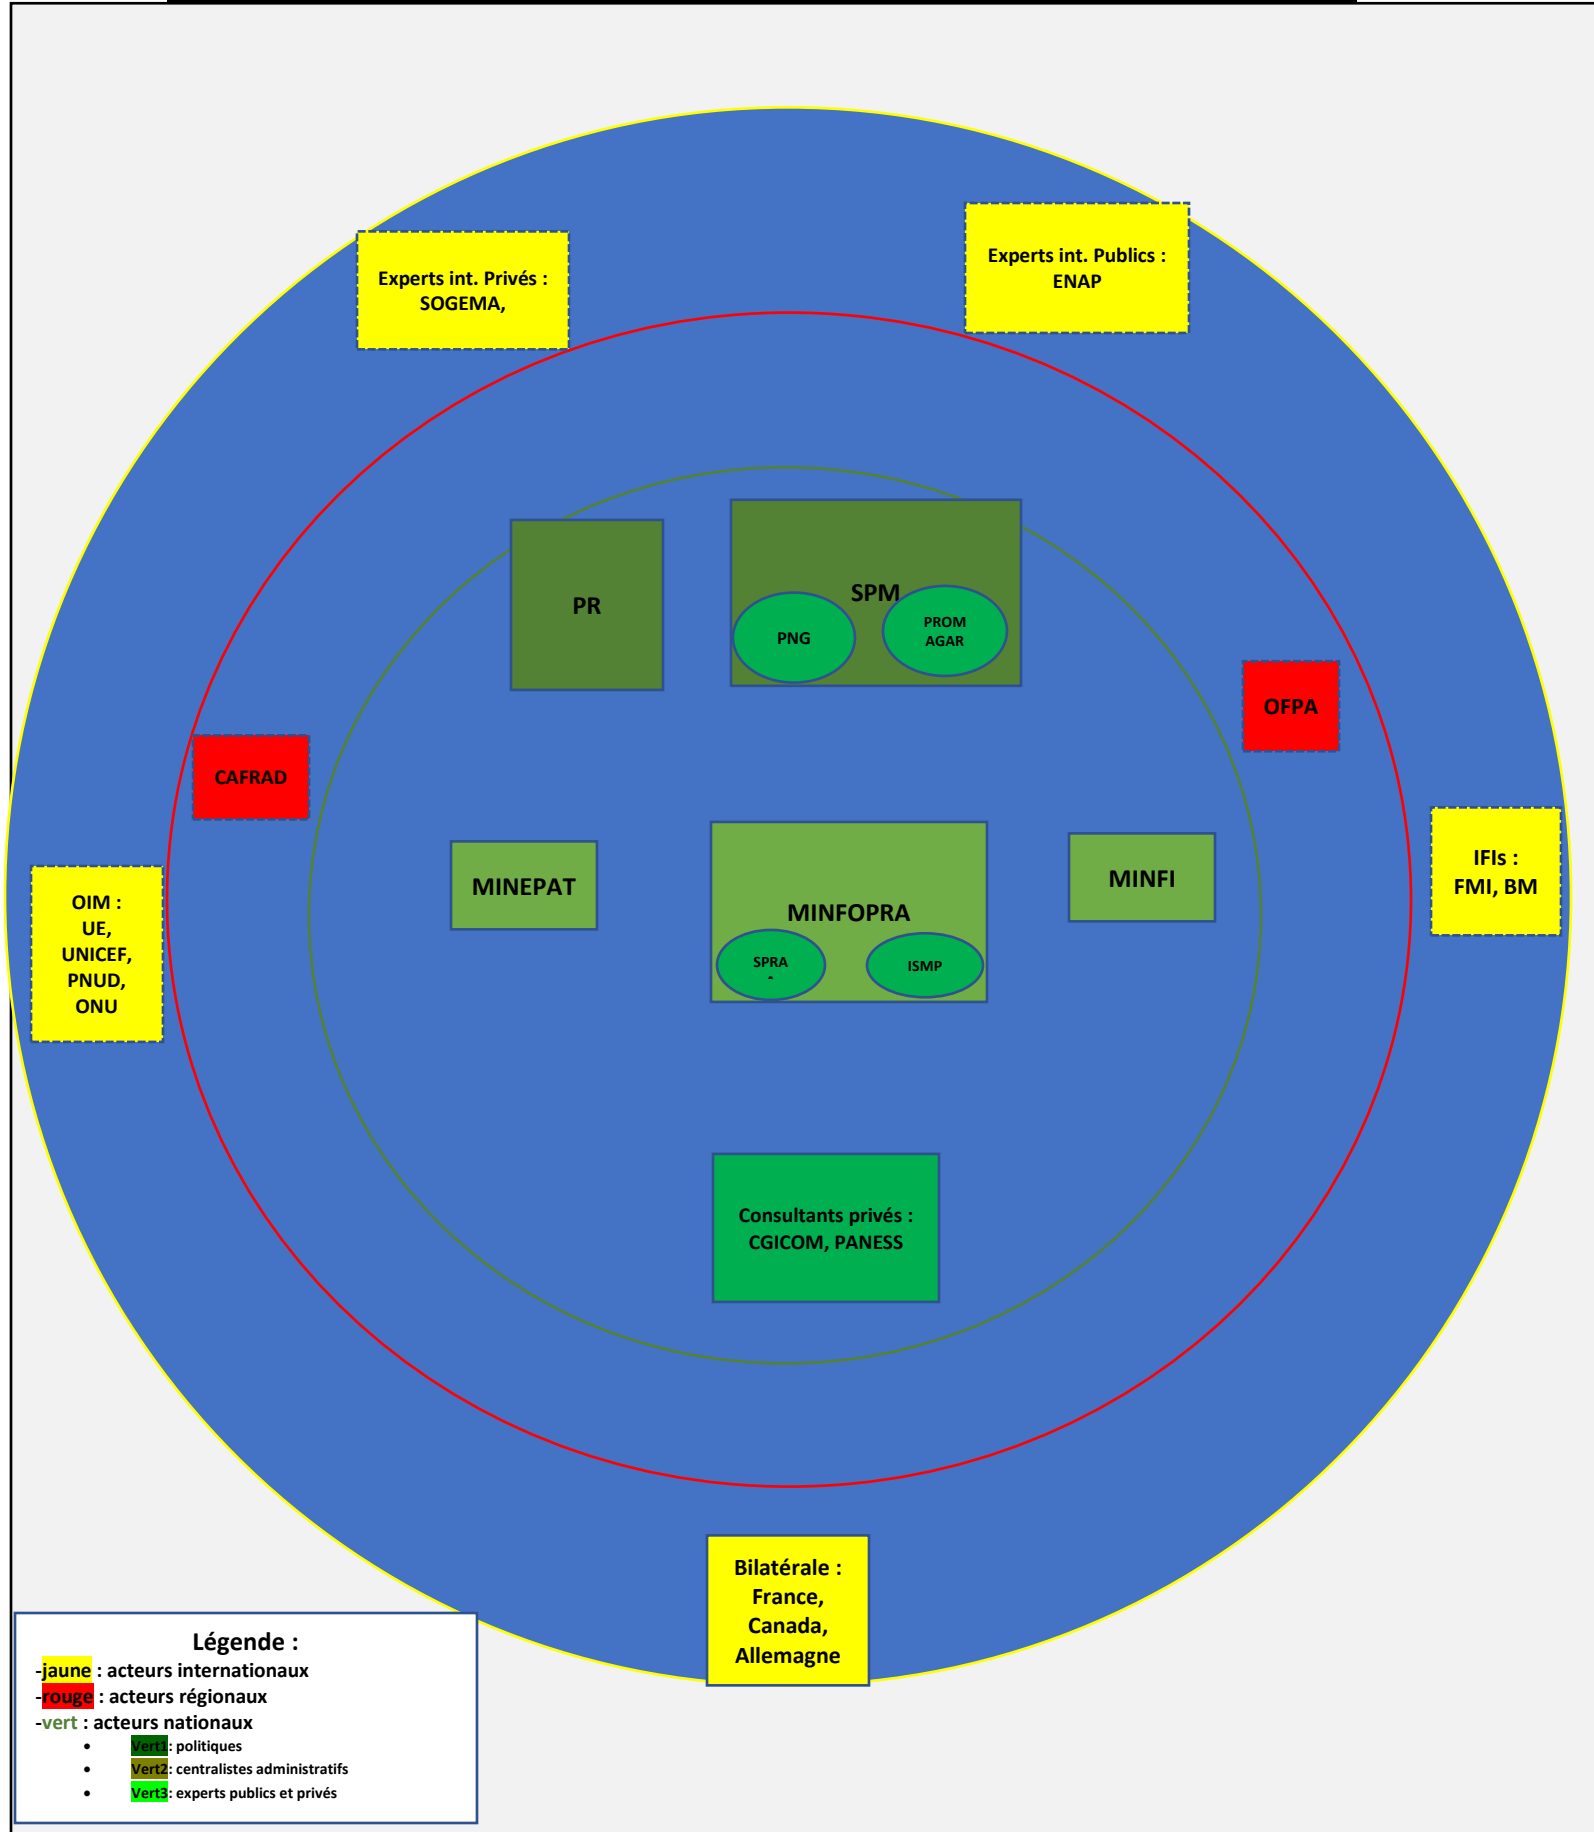 Experts int. Privés :
SOGEMA,
Experts int. Publics :
ENAP
PR
SPM
PNG
PROM
AGAR
OFPA
CAFRAD
MINEPAT
MINFOPRA
SPRA
ISMP
MINFI
IFIs :
FMI, BM
OIM :
UE,
UNICEF,
PNUD,
ONU
Consultants privés :
CGICOM, PANESS
Bilatérale :
France,
Canada,
Allemagne
Légende :
-jaune : acteurs internationaux
-rouge : acteurs régionaux
-vert : acteurs nationaux
• Vert1: politiques
• Vert2: centralistes administratifs
• Vert3: experts publics et privés